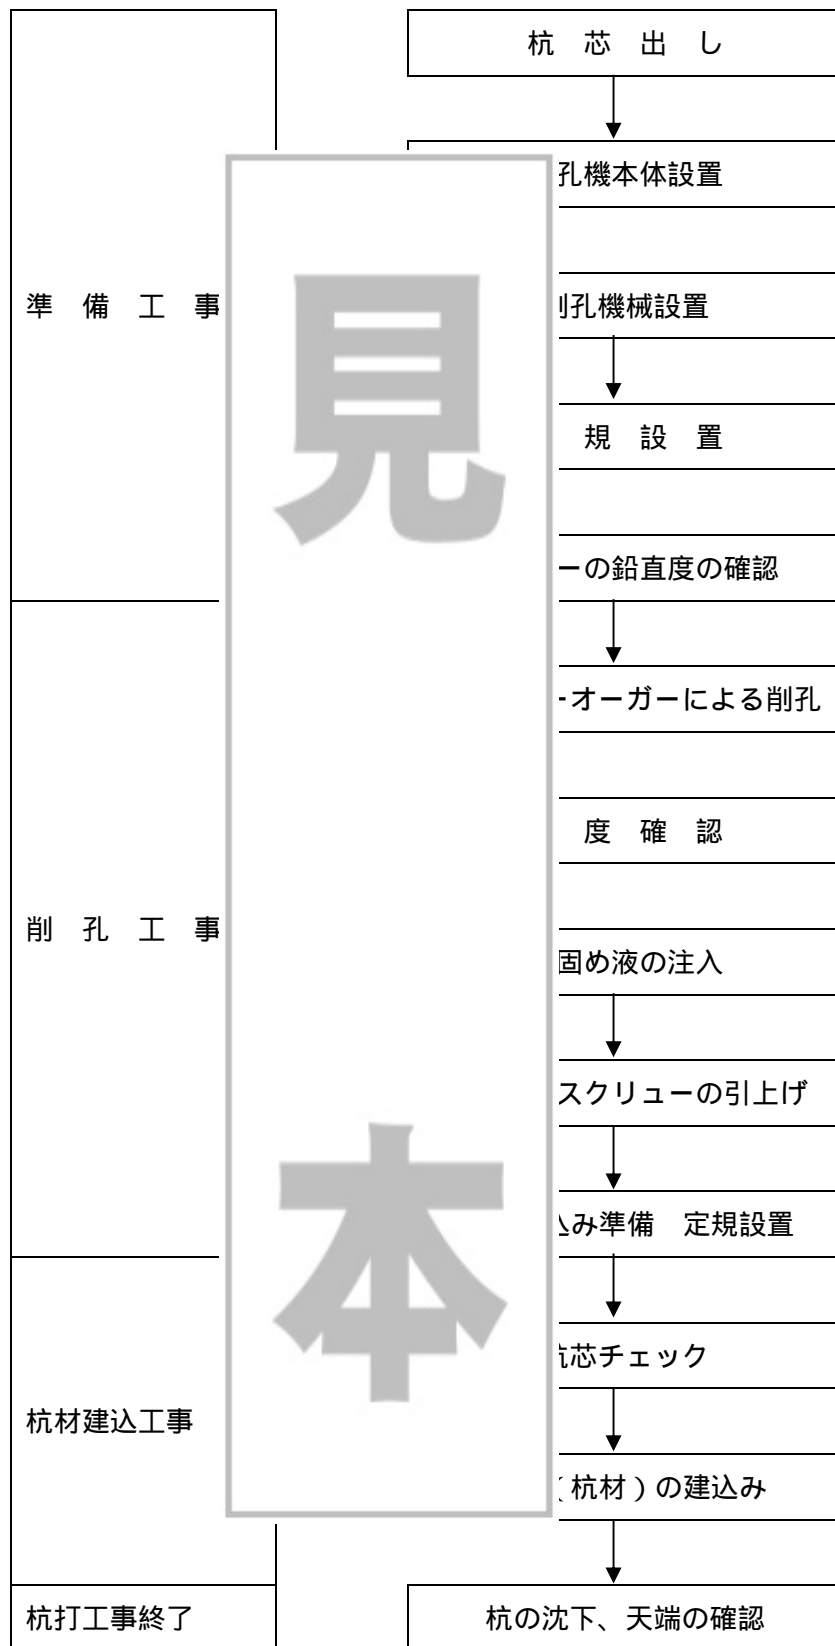 杭 芯 出 し
孔機本体設置
準 備 工 事
孔機械設置
規 設 置
ーの鉛直度の確認
ーオーガーによる削孔
度 確 認
削 孔 工 事
固め液の注入
スクリューの引上げ
み準備 定規設置
芯チェック
杭材建込工事
(杭材)の建込み
杭打工事終了
杭の沈下、天端の確認
見
本